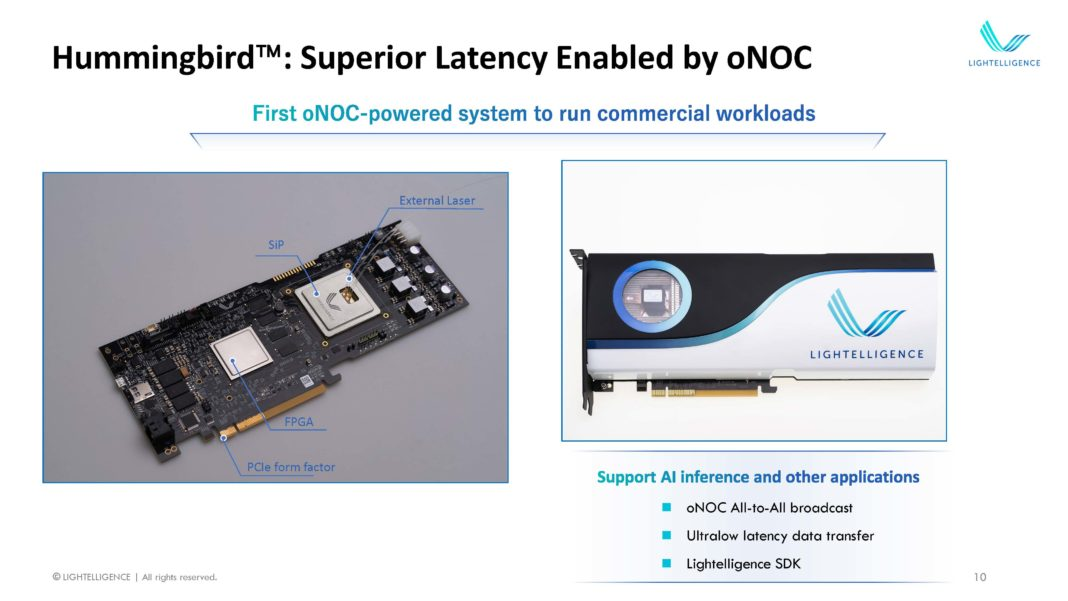 Hummingbird™: Superior Latency Enabled by oNOC
LIGHTELLIGENCE
First oNOC-powered system to run commercial workloads
External Laser
SiP
FPGA
PCIe form factor
LIGHTELLIGENCE
Support AI inference and other applications
oNOC All-to-All broadcast
Ultralow latency data transfer
Lightelligence SDK
© LIGHTELLIGENCE | All rights reserved.
10